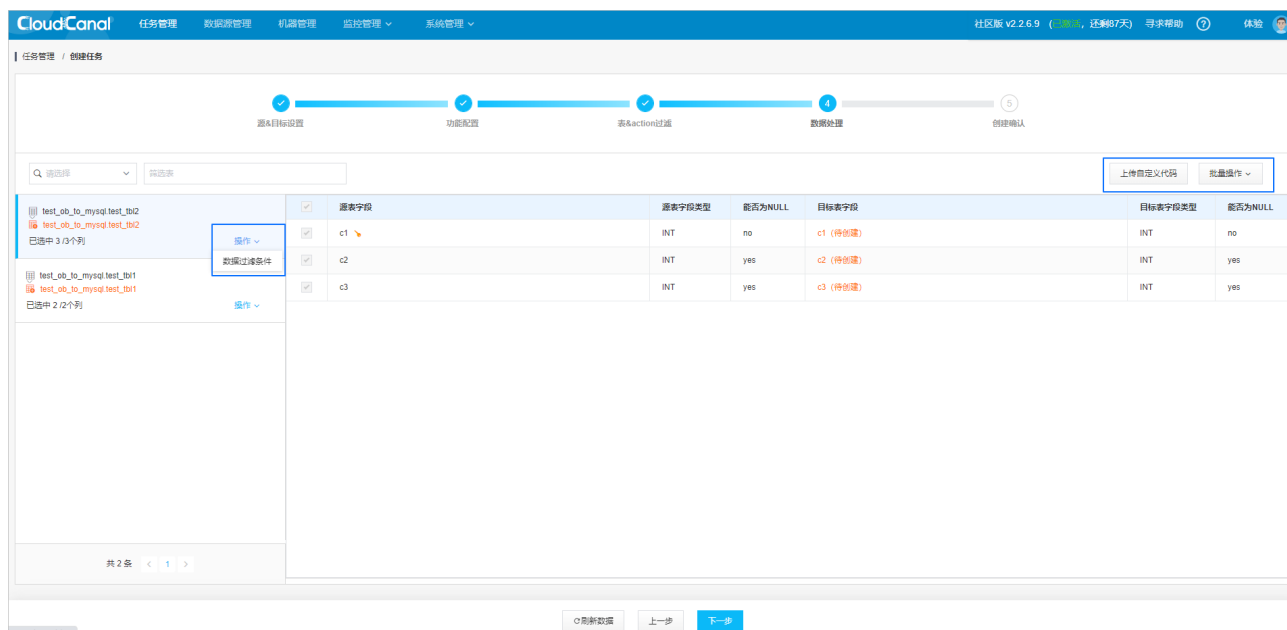 CloudCanal 任务管理 数据源管理 机器管理 监控管理 系统管理 社区版 v2.2.6.9 (已激活, 还剩87天) 寻求帮助 ? 体验
任务管理 / 创建任务
4 5
源&目标设置 功能配置 表&action过滤 数据处理 创建确认
请选择 筛选表 上传自定义代码 批量操作
源表字段 源表字段类型 能否为NULL 目标表字段 目标表字段类型 能否为NULL
test_ob_to_mysql.test_tbl2
test_ob_to_mysql.test_tbl2
已选中 3 /3个列 操作
数据过滤条件
c1 INT no c1 (待创建) INT no
c2 INT yes c2 (待创建) INT yes
c3 INT yes c3 (待创建) INT yes
test_ob_to_mysql.test_tbl1
test_ob_to_mysql.test_tbl1
已选中 2 /2个列 操作
共 2 条 < 1 >
刷新数据 上一步 下一步